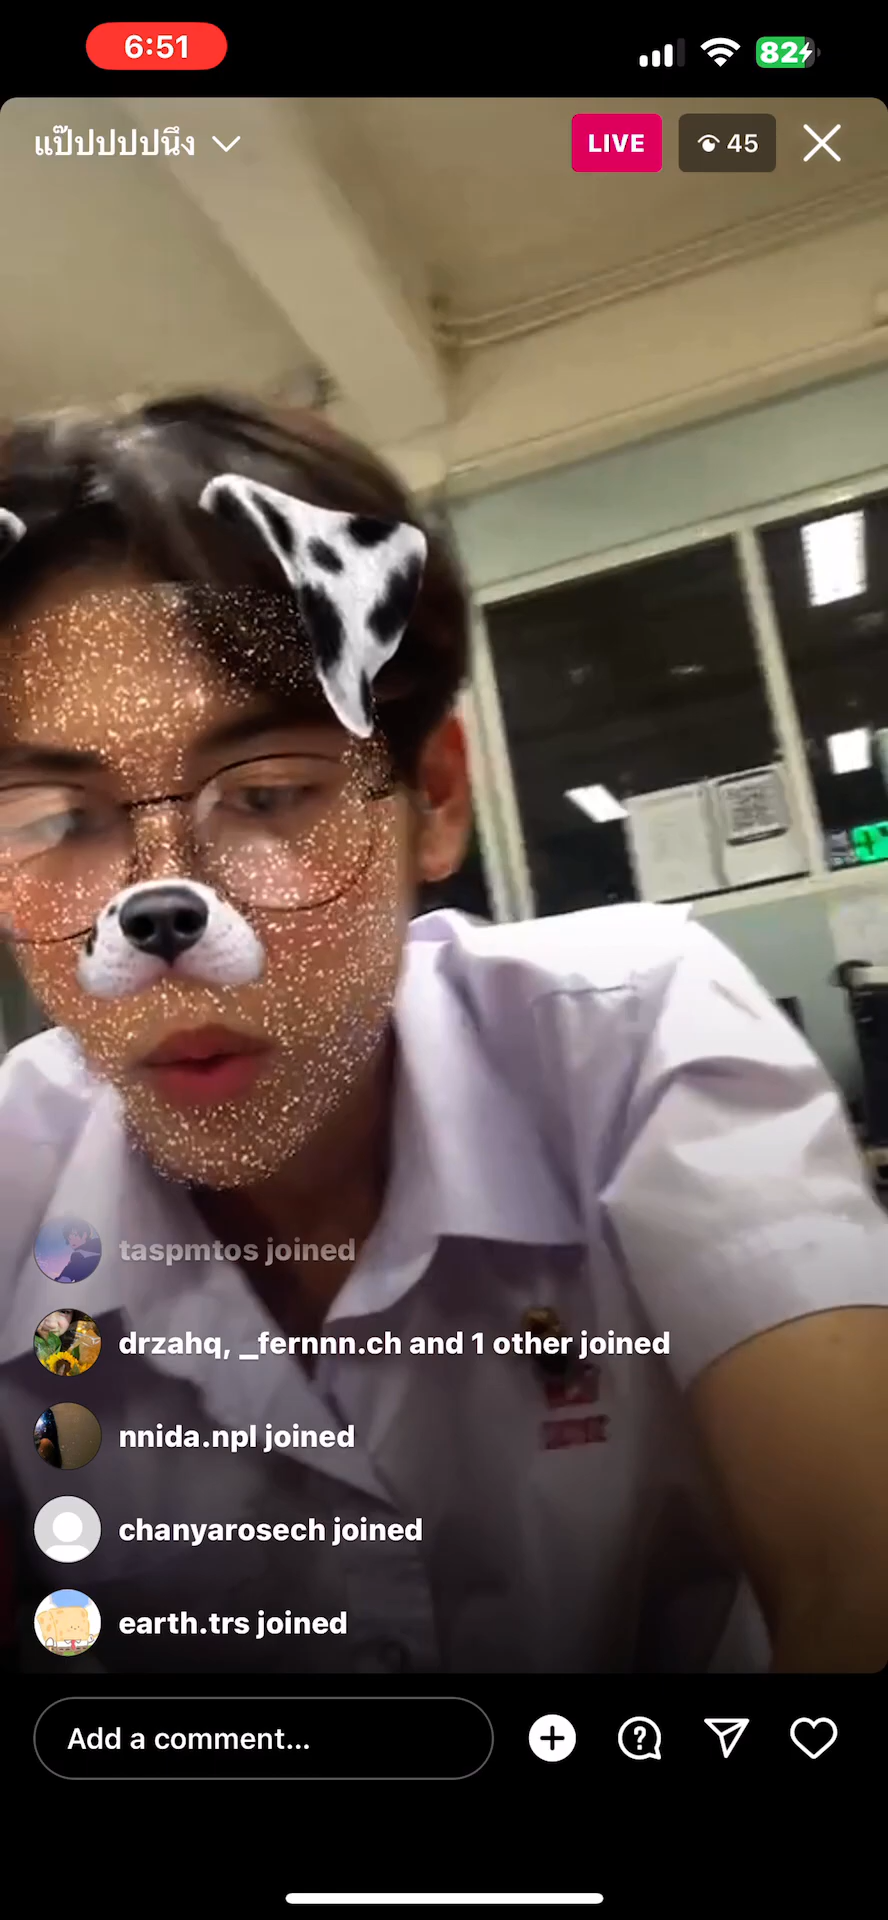 6:51
82
แป๊ปปปปนึง
LIVE
45
taspmtos joined
drzahq, _fernnn.ch and 1 other joined
nnida.npl joined
chanyarosech joined
earth.trs joined
Add a comment...